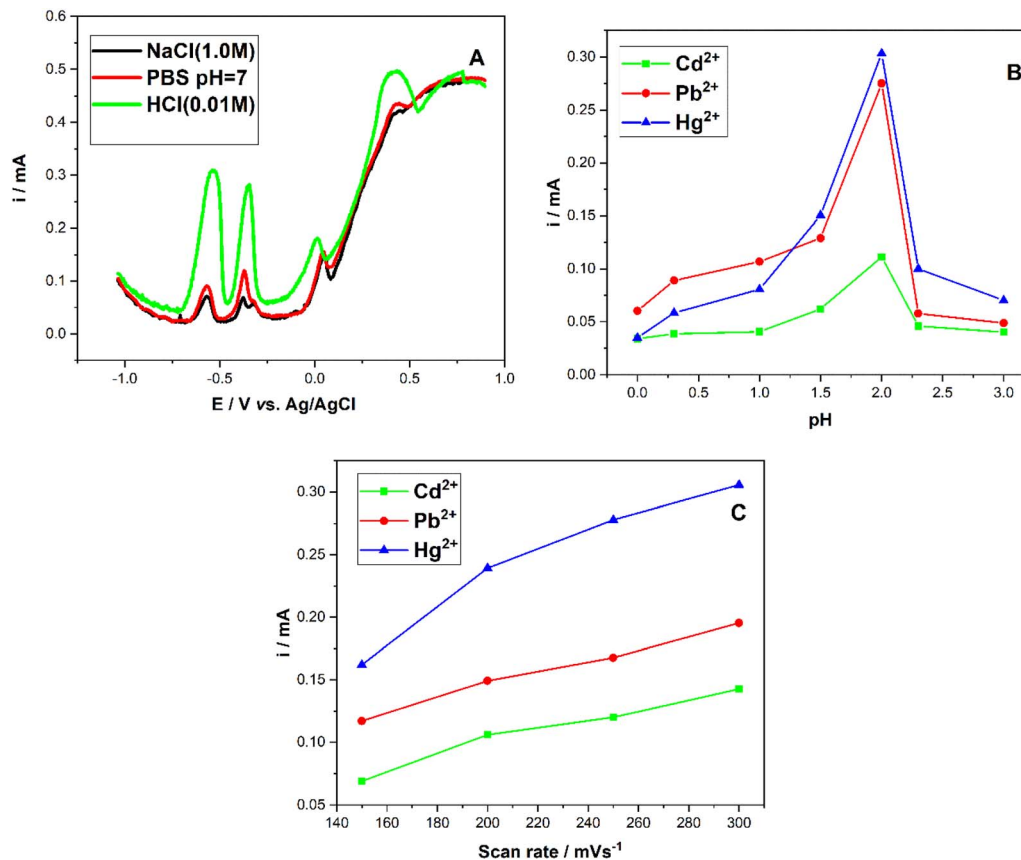 A
NaCl(1.0M)
PBS pH=7
HCl(0.01M)
i / mA
0.6
0.5
0.4
0.3
0.2
0.1
0.0
-1.0
-0.5
0.0
0.5
1.0
E / V vs. Ag/AgCl
B
Cd²⁺
Pb²⁺
Hg²⁺
i / mA
0.30
0.25
0.20
0.15
0.10
0.05
0.00
0.0
0.5
1.0
1.5
2.0
2.5
3.0
pH
C
Cd²⁺
Pb²⁺
Hg²⁺
i / mA
0.30
0.25
0.20
0.15
0.10
0.05
140
160
180
200
220
240
260
280
300
Scan rate / mVs⁻¹